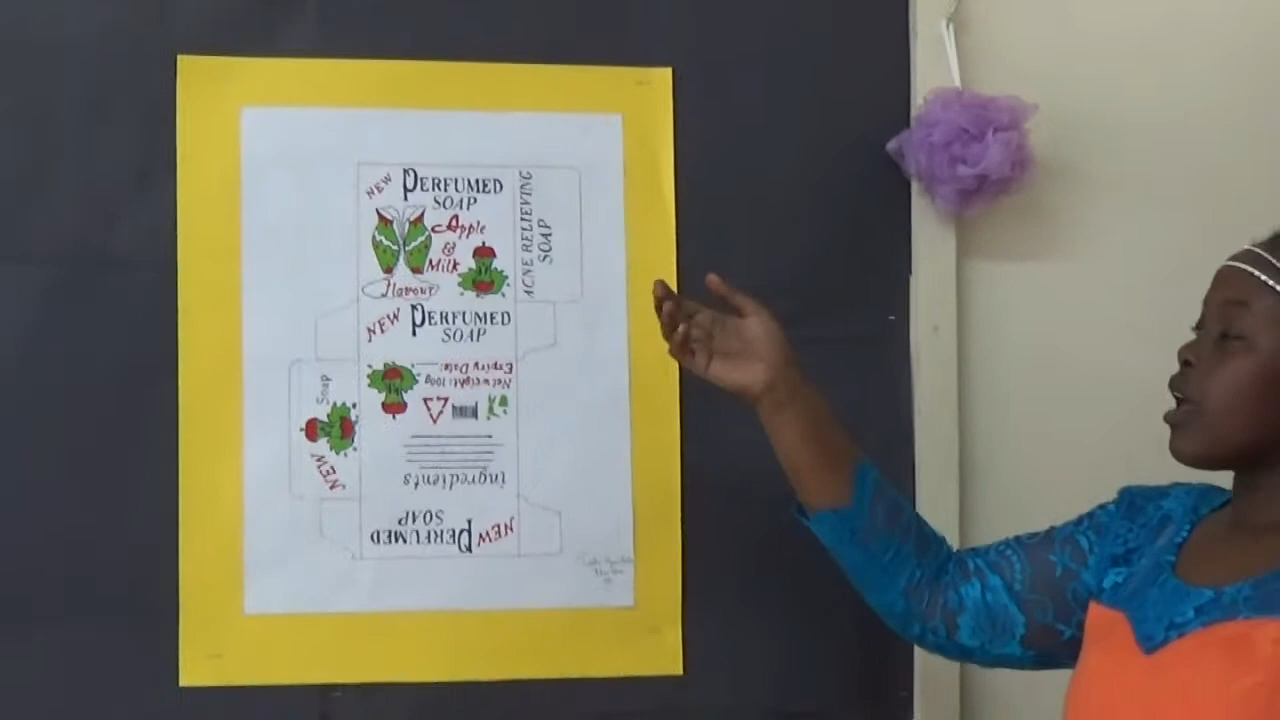 NEW PERFUMED
SOAP
Apple
&
Milk
Flavour
ACNE RELIEVING
SOAP
NEW PERFUMED
SOAP
Soap
NEW
Expiry Date:
Net weight: 100g
ingredients
NEW PERFUMED
SOAP